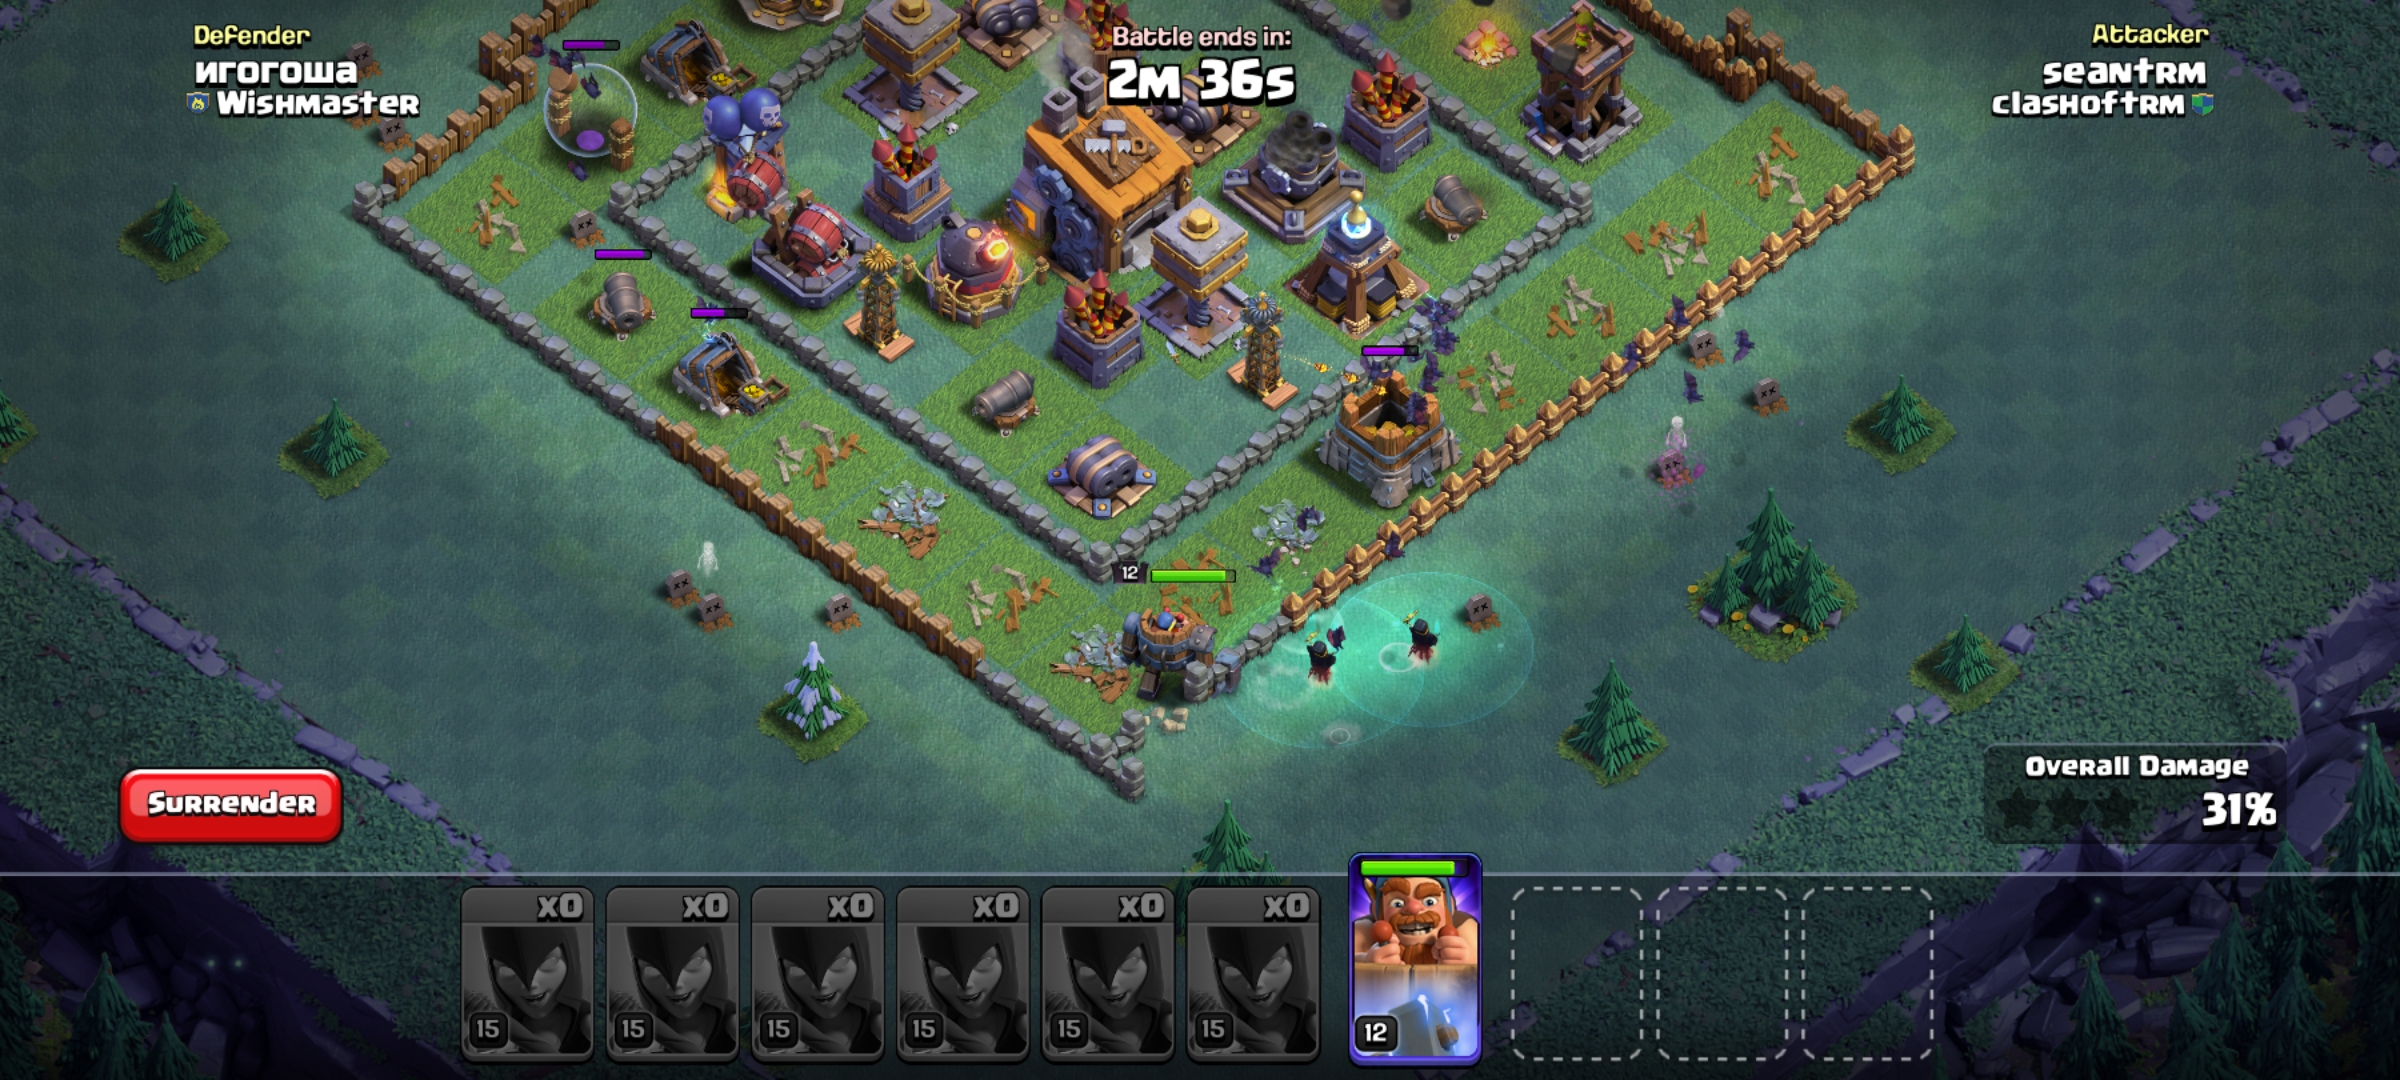 Defender
игогоша
Wishmaster
Battle ends in:
2m 36s
Attacker
seantRM
clashoftRM
12
Surrender
Overall Damage
31%
x0
x0
x0
x0
x0
x0
15
15
15
15
15
15
12